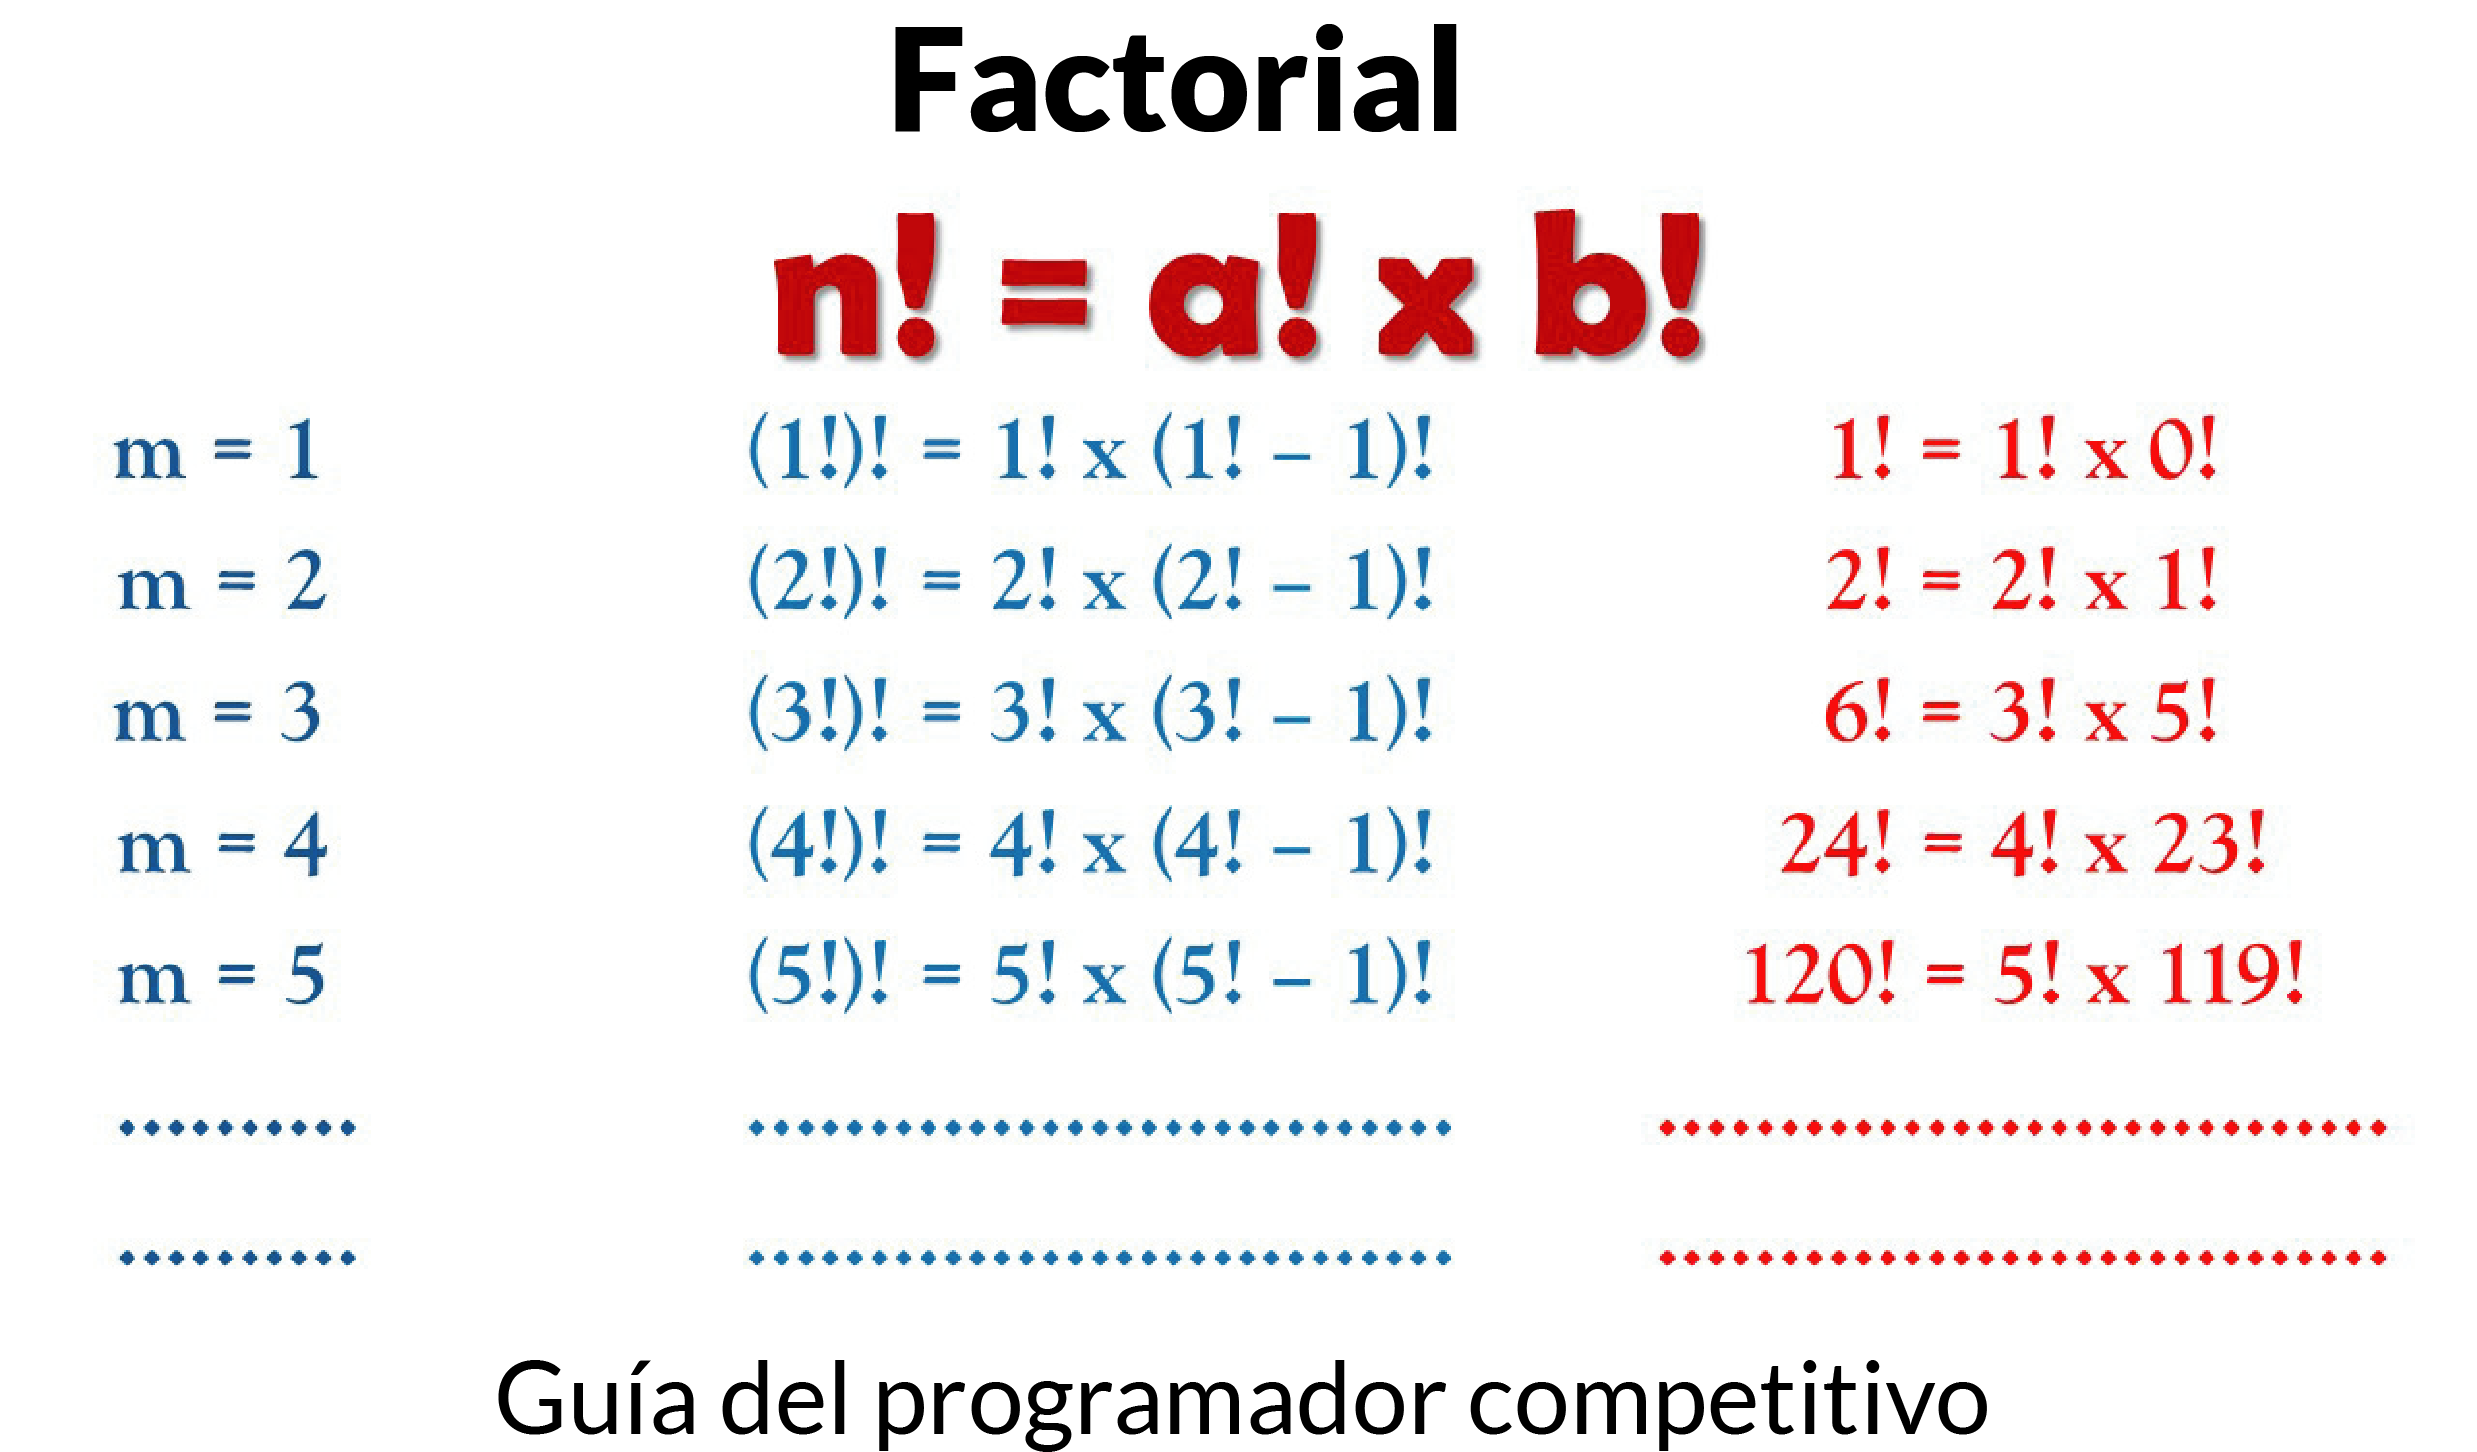 Factorial
n! = a! x b!
m = 1 (1!)! = 1! x (1! – 1)! 1! = 1! x 0!
m = 2 (2!)! = 2! x (2! – 1)! 2! = 2! x 1!
m = 3 (3!)! = 3! x (3! – 1)! 6! = 3! x 5!
m = 4 (4!)! = 4! x (4! – 1)! 24! = 4! x 23!
m = 5 (5!)! = 5! x (5! – 1)! 120! = 5! x 119!
.......... ............................. ..............................
.......... ............................. ..............................
Guía del programador competitivo